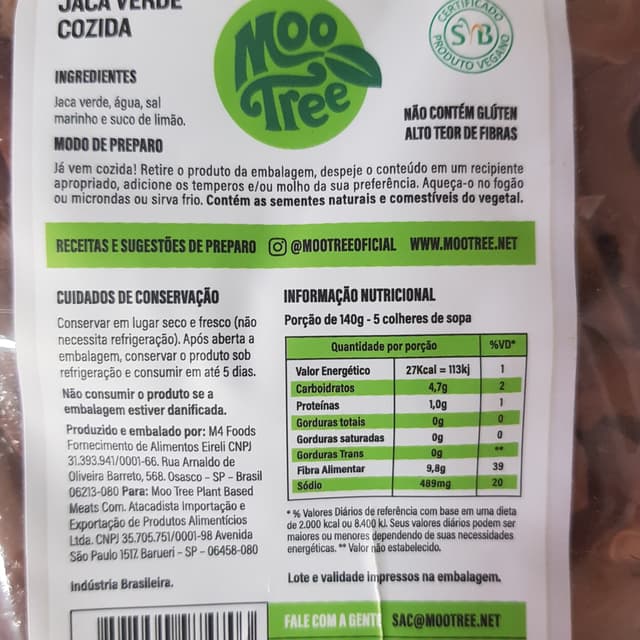 JACA VERDE
COZIDA
Moo
Tree
CERTIFICADO
SVB
PRODUTO VEGANO
INGREDIENTES
Jaca verde, água, sal
marinho e suco de limão.
NÃO CONTÉM GLÚTEN
ALTO TEOR DE FIBRAS
MODO DE PREPARO
Já vem cozida! Retire o produto da embalagem, despeje o conteúdo em um recipiente
apropriado, adicione os temperos e/ou molho da sua preferência. Aqueça-o no fogão
ou microndas ou sirva frio. Contém as sementes naturais e comestíveis do vegetal.
RECEITAS E SUGESTÕES DE PREPARO @MOOTREEOFICIAL WWW.MOOTREE.NET
CUIDADOS DE CONSERVAÇÃO
Conservar em lugar seco e fresco (não
necessita refrigeração). Após aberta a
embalagem, conservar o produto sob
refrigeração e consumir em até 5 dias.
Não consumir o produto se a
embalagem estiver danificada.
Produzido e embalado por: M4 Foods
Fornecimento de Alimentos Eireli CNPJ
31.393.941/0001-66. Rua Arnaldo de
Oliveira Barreto, 568. Osasco - SP - Brasil
06213-080 Para: Moo Tree Plant Based
Meats Com. Atacadista Importação e
Exportação de Produtos Alimentícios
Ltda. CNPJ 35.705.751/0001-98 Avenida
São Paulo 1517. Barueri - SP - 06458-080
Indústria Brasileira.
INFORMAÇÃO NUTRICIONAL
Porção de 140g - 5 colheres de sopa
Quantidade por porção %VD*
Valor Energético 27Kcal = 113kj 1
Carboidratos 4,7g 2
Proteínas 1,0g 1
Gorduras totais 0g 0
Gorduras saturadas 0g 0
Gorduras Trans 0g **
Fibra Alimentar 9,8g 39
Sódio 489mg 20
* % Valores Diários de referência com base em uma dieta
de 2.000 kcal ou 8.400 kJ. Seus valores diários podem ser
maiores ou menores dependendo de suas necessidades
energéticas. ** Valor não estabelecido.
Lote e validade impressos na embalagem.
FALE COM A GENTE SAC@MOOTREE.NET